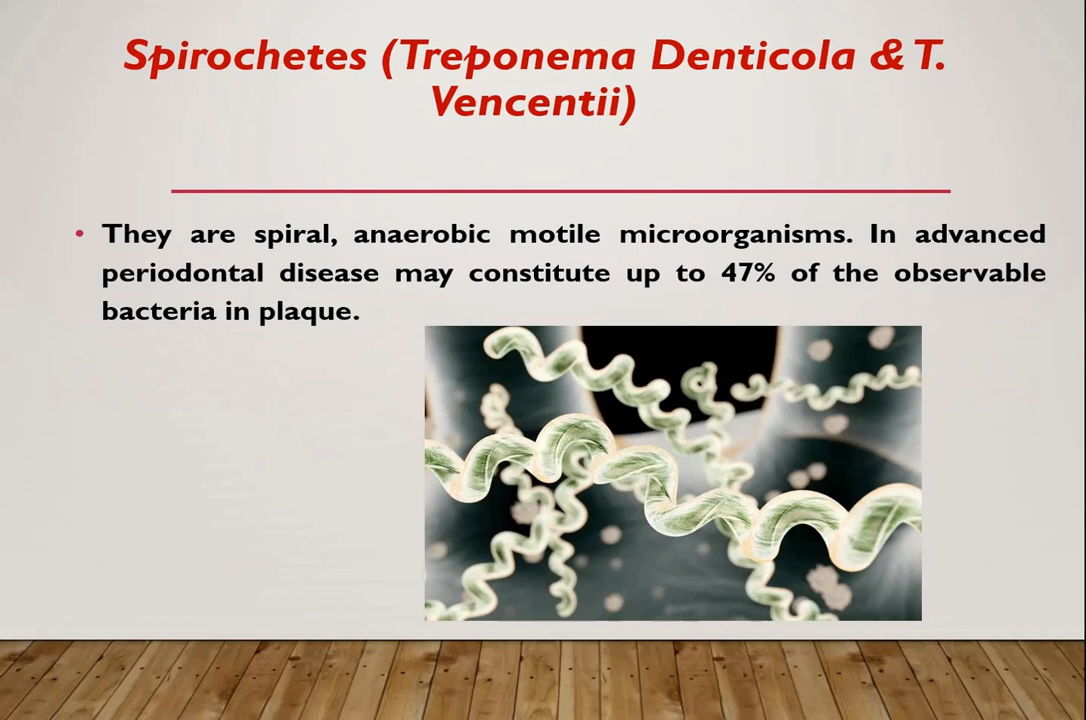 Spirochetes (Treponema Denticola & T.
Vencentii)
• They are spiral, anaerobic motile microorganisms. In advanced
periodontal disease may constitute up to 47% of the observable
bacteria in plaque.